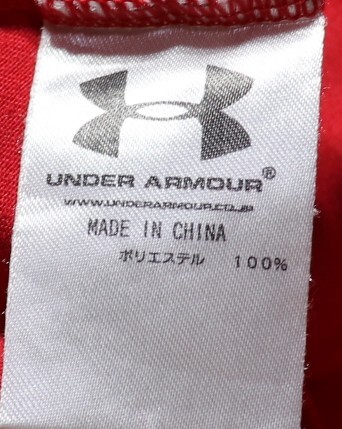 UNDER ARMOUR®
WWW.UNDERARMOUR.CO.JP
MADE IN CHINA
ポリエステル 100%